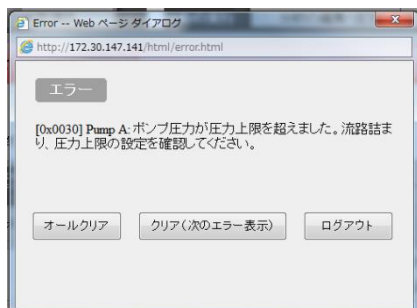 Error -- Web ページ ダイアログ
http://172.30.147.141/html/error.html
エラー
[0x0030] Pump A: ポンプ圧力が圧力上限を超えました。流路詰ま
り、圧力上限の設定を確認してください。
オールクリア クリア(次のエラー表示) ログアウト